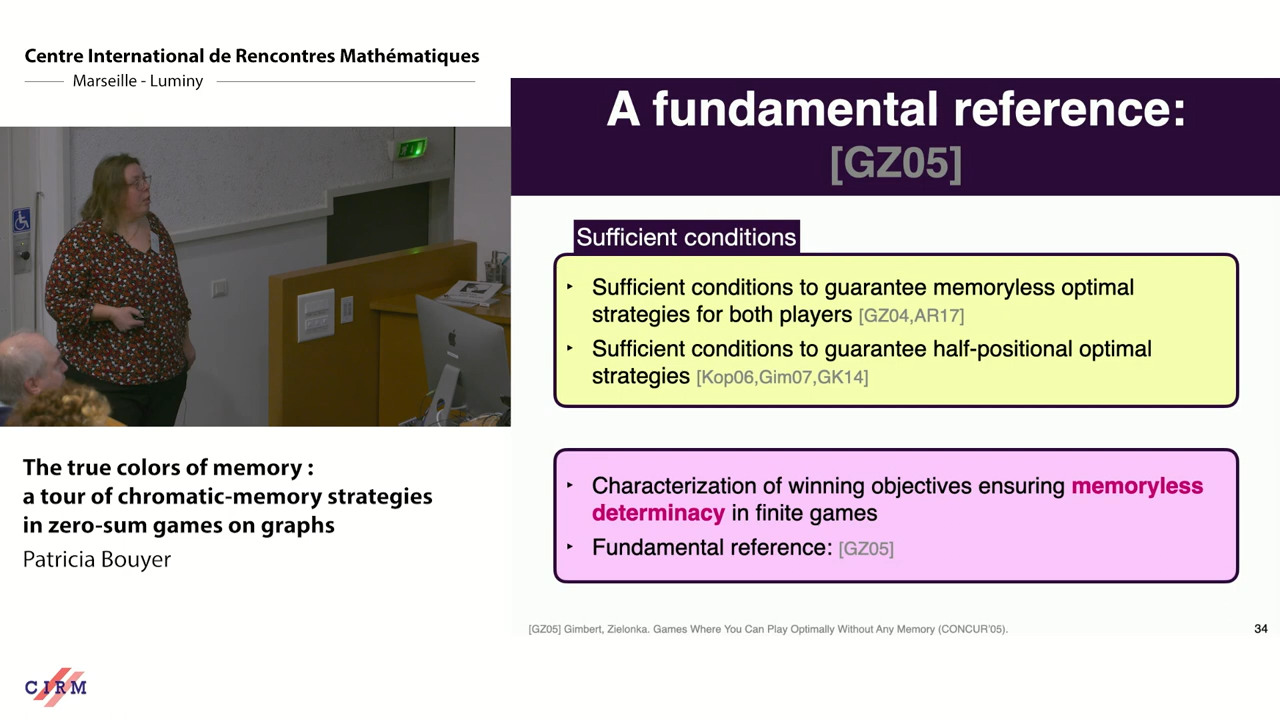 Centre International de Rencontres Mathématiques
Marseille - Luminy
A fundamental reference:
[GZ05]
Sufficient conditions
‣ Sufficient conditions to guarantee memoryless optimal
strategies for both players [GZ04,AR17]
‣ Sufficient conditions to guarantee half-positional optimal
strategies [Kop06,Gim07,GK14]
‣ Characterization of winning objectives ensuring memoryless
determinacy in finite games
‣ Fundamental reference: [GZ05]
[GZ05] Gimbert, Zielonka. Games Where You Can Play Optimally Without Any Memory (CONCUR'05).
34
The true colors of memory :
a tour of chromatic-memory strategies
in zero-sum games on graphs
Patricia Bouyer
CIRM